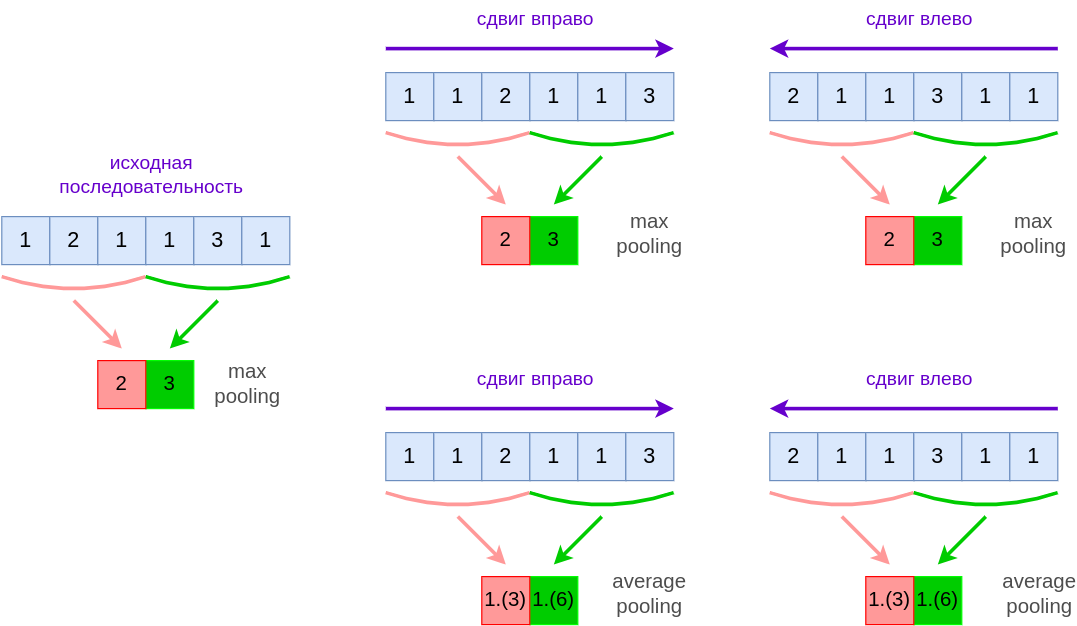 сдвиг вправо
1 1 2 1 1 3
2 3
max
pooling
сдвиг влево
2 1 1 3 1 1
2 3
max
pooling
исходная
последовательность
1 2 1 1 3 1
2 3
max
pooling
сдвиг вправо
1 1 2 1 1 3
1.(3) 1.(6)
average
pooling
сдвиг влево
2 1 1 3 1 1
1.(3) 1.(6)
average
pooling